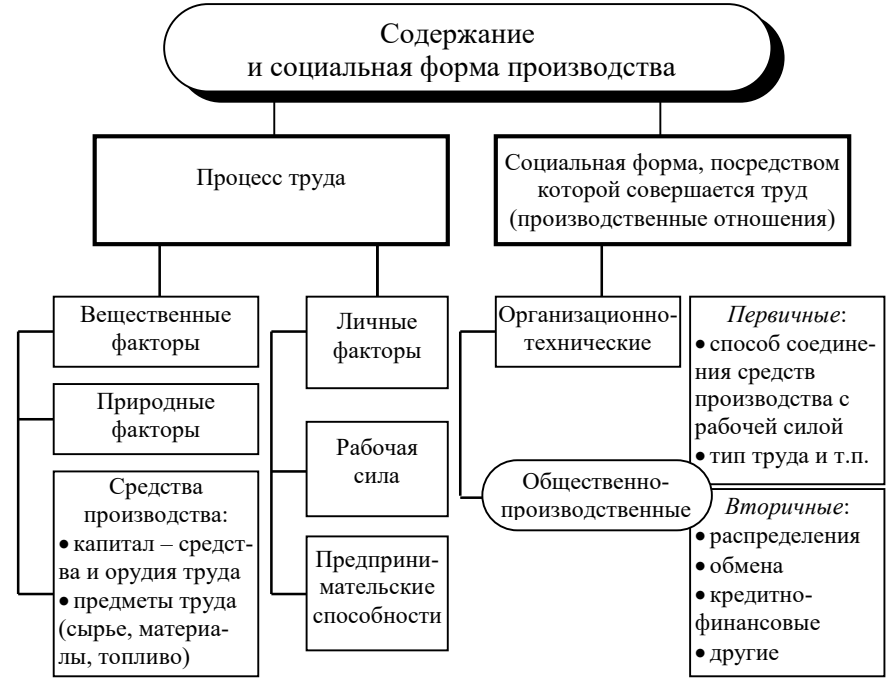 Содержание
и социальная форма производства
Процесс труда
Социальная форма, посредством
которой совершается труд
(производственные отношения)
Вещественные
факторы
Природные
факторы
Средства
производства:
• капитал – средст-
ва и орудия труда
• предметы труда
(сырье, материа-
лы, топливо)
Личные
факторы
Рабочая
сила
Предприни-
мательские
способности
Организационно-
технические
Общественно-
производственные
Первичные:
• способ соедине-
ния средств
производства с
рабочей силой
• тип труда и т.п.
Вторичные:
• распределения
• обмена
• кредитно-
финансовые
• другие